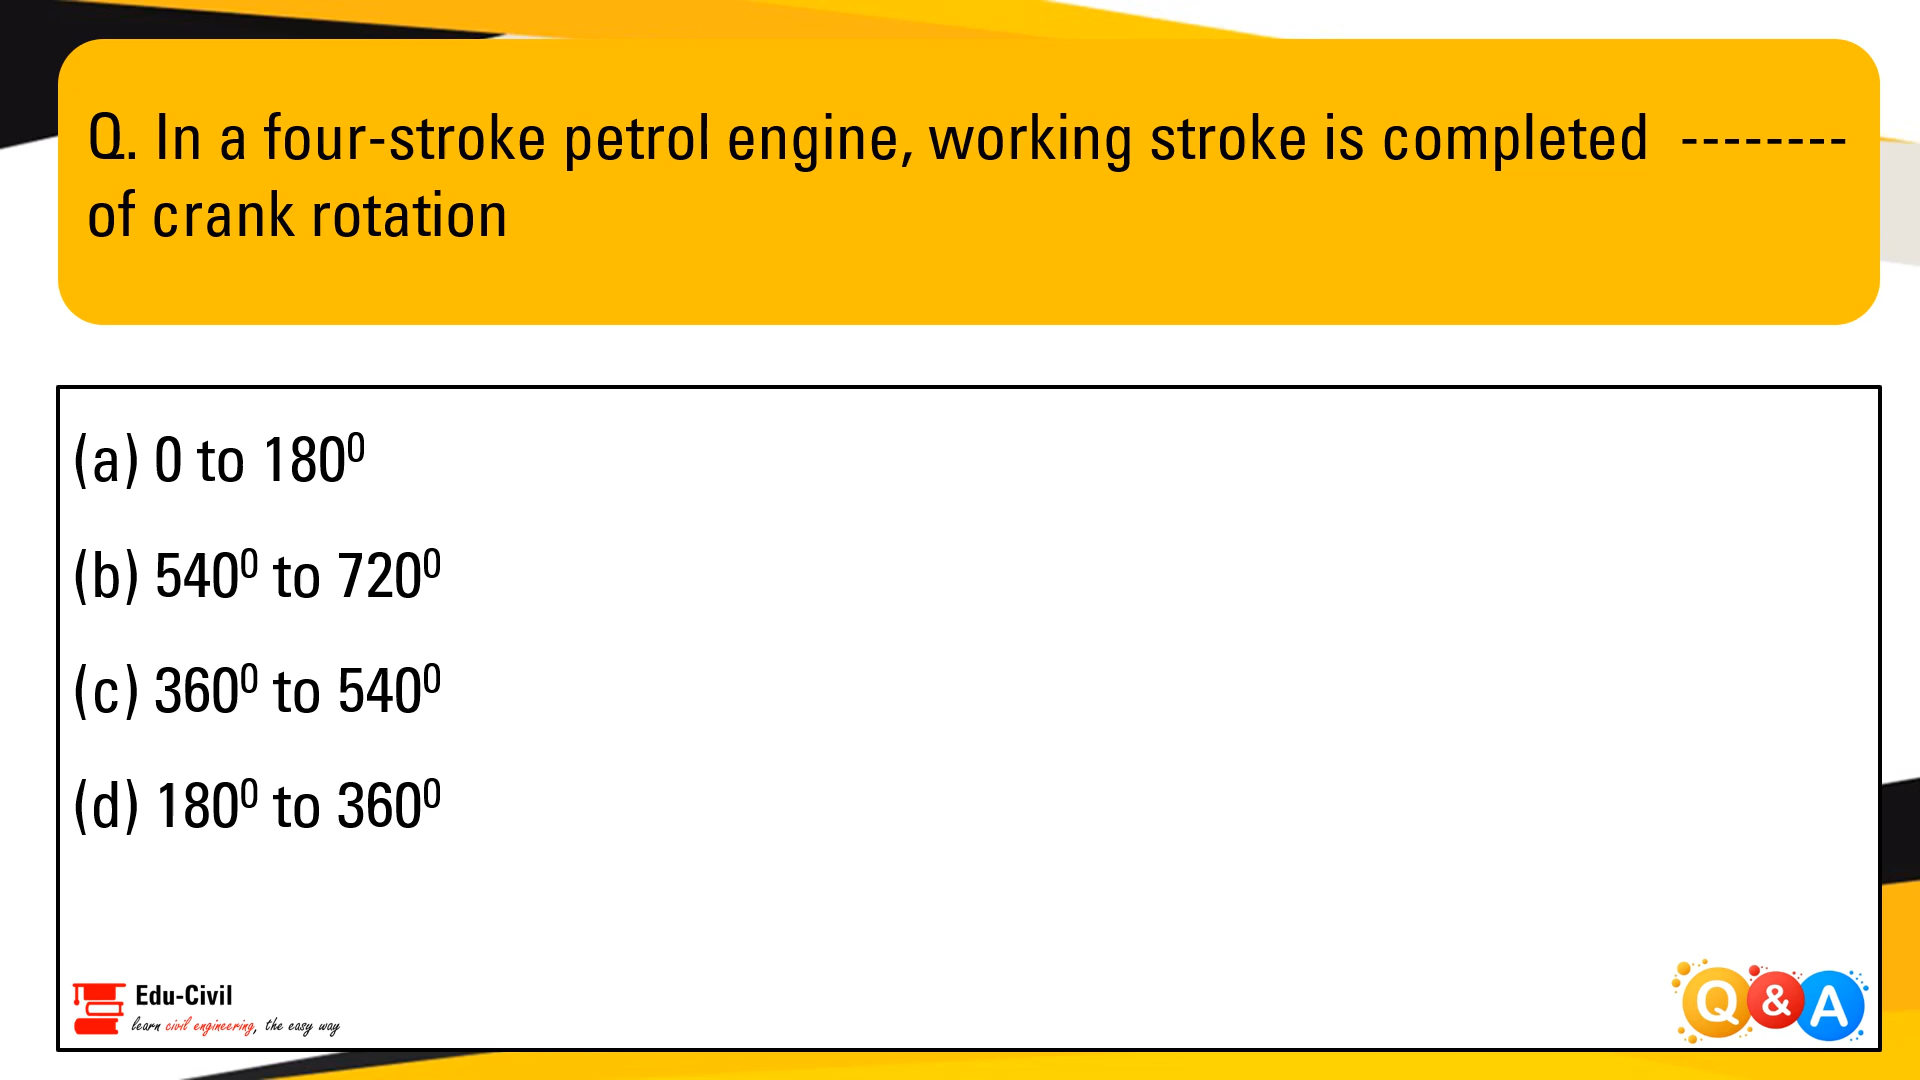 Q. In a four-stroke petrol engine, working stroke is completed --------
of crank rotation
(a) 0 to 180⁰
(b) 540⁰ to 720⁰
(c) 360⁰ to 540⁰
(d) 180⁰ to 360⁰
Edu-Civil
learn civil engineering, the easy way
Q&A